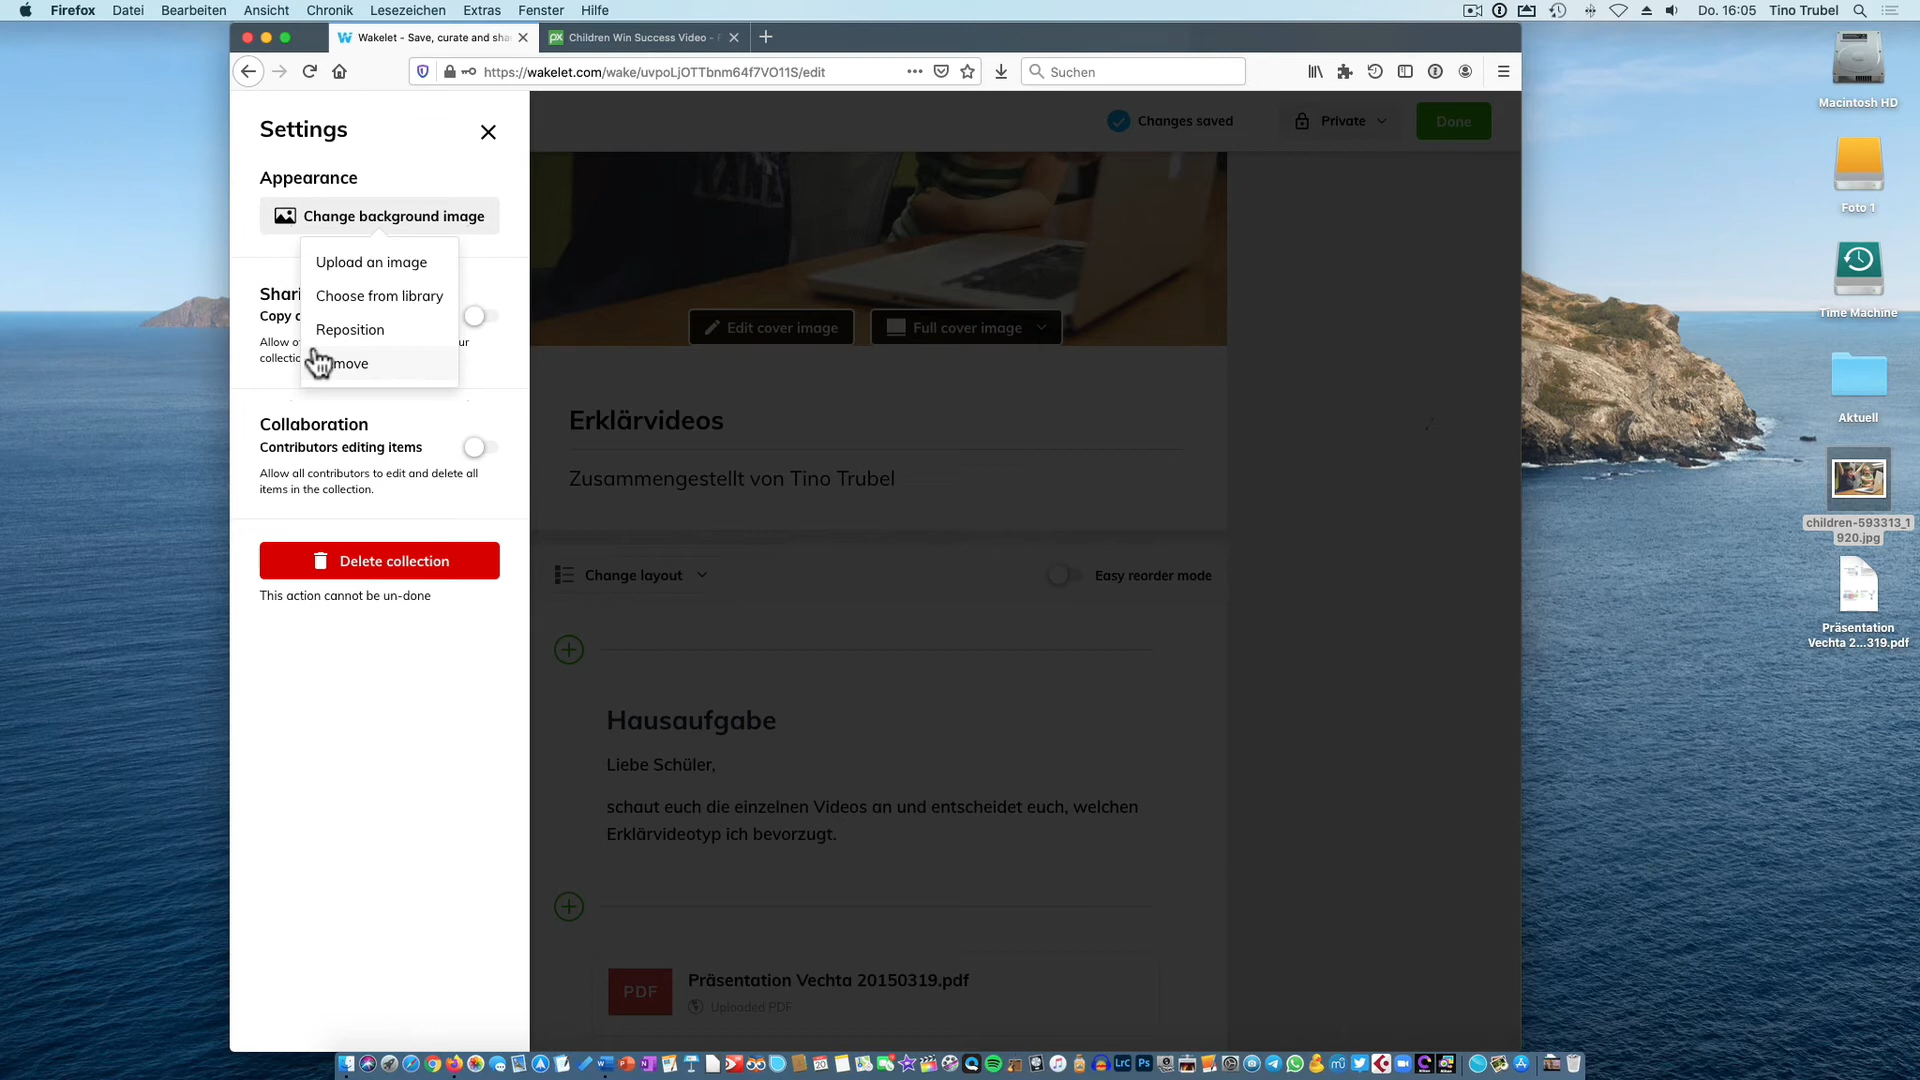 Firefox Datei Bearbeiten Ansicht Chronik Lesezeichen Extras Fenster Hilfe Do. 16:05 Tino Trubel
Wakelet - Save, curate and sha
Children Win Success Video -
https://wakelet.com/wake/uvpoLjOTTbnm64f7VO11S/edit
Suchen
Settings
Appearance
Change background image
Upload an image
Choose from library
Reposition
move
Shari
Copy c
Allow o
ur
collectio
Collaboration
Contributors editing items
Allow all contributors to edit and delete all
items in the collection.
Delete collection
This action cannot be un-done
Changes saved
Private
Done
Edit cover image
Full cover image
Erklärvideos
Zusammengestellt von Tino Trubel
Change layout
Easy reorder mode
Hausaufgabe
Liebe Schüler,
schaut euch die einzelnen Videos an und entscheidet euch, welchen
Erklärvideotyp ich bevorzugt.
PDF
Präsentation Vechta 20150319.pdf
Uploaded PDF
Macintosh HD
Foto 1
Time Machine
Aktuell
children-593313_1
920.jpg
Präsentation
Vechta 2...319.pdf